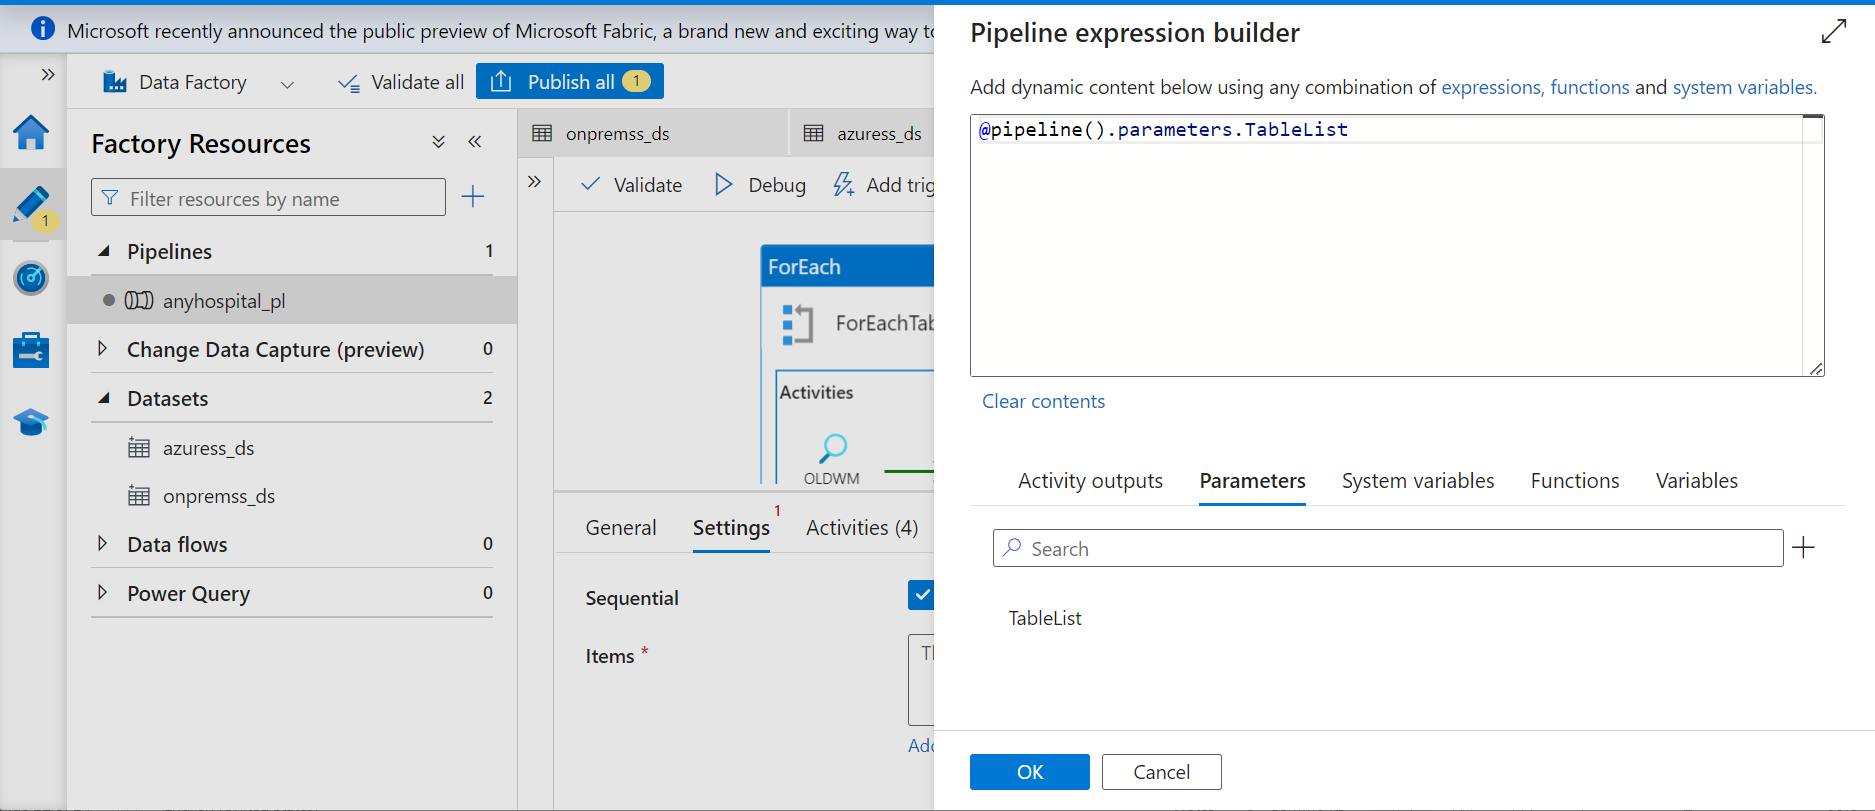 Microsoft recently announced the public preview of Microsoft Fabric, a brand new and exciting way
Data Factory
Validate all
Publish all 1
Factory Resources
Filter resources by name
1
Pipelines 1
anyhospital_pl
Change Data Capture (preview) 0
Datasets 2
azuress_ds
onpremss_ds
Data flows 0
Power Query 0
onpremss_ds
azuress_ds
Validate
Debug
Add trig
ForEach
ForEachTab
Activities
OLDWM
General
Settings 1
Activities (4)
Sequential
Items *
Pipeline expression builder
Add dynamic content below using any combination of expressions, functions and system variables.
@pipeline().parameters.TableList
Clear contents
Activity outputs
Parameters
System variables
Functions
Variables
Search
TableList
OK
Cancel